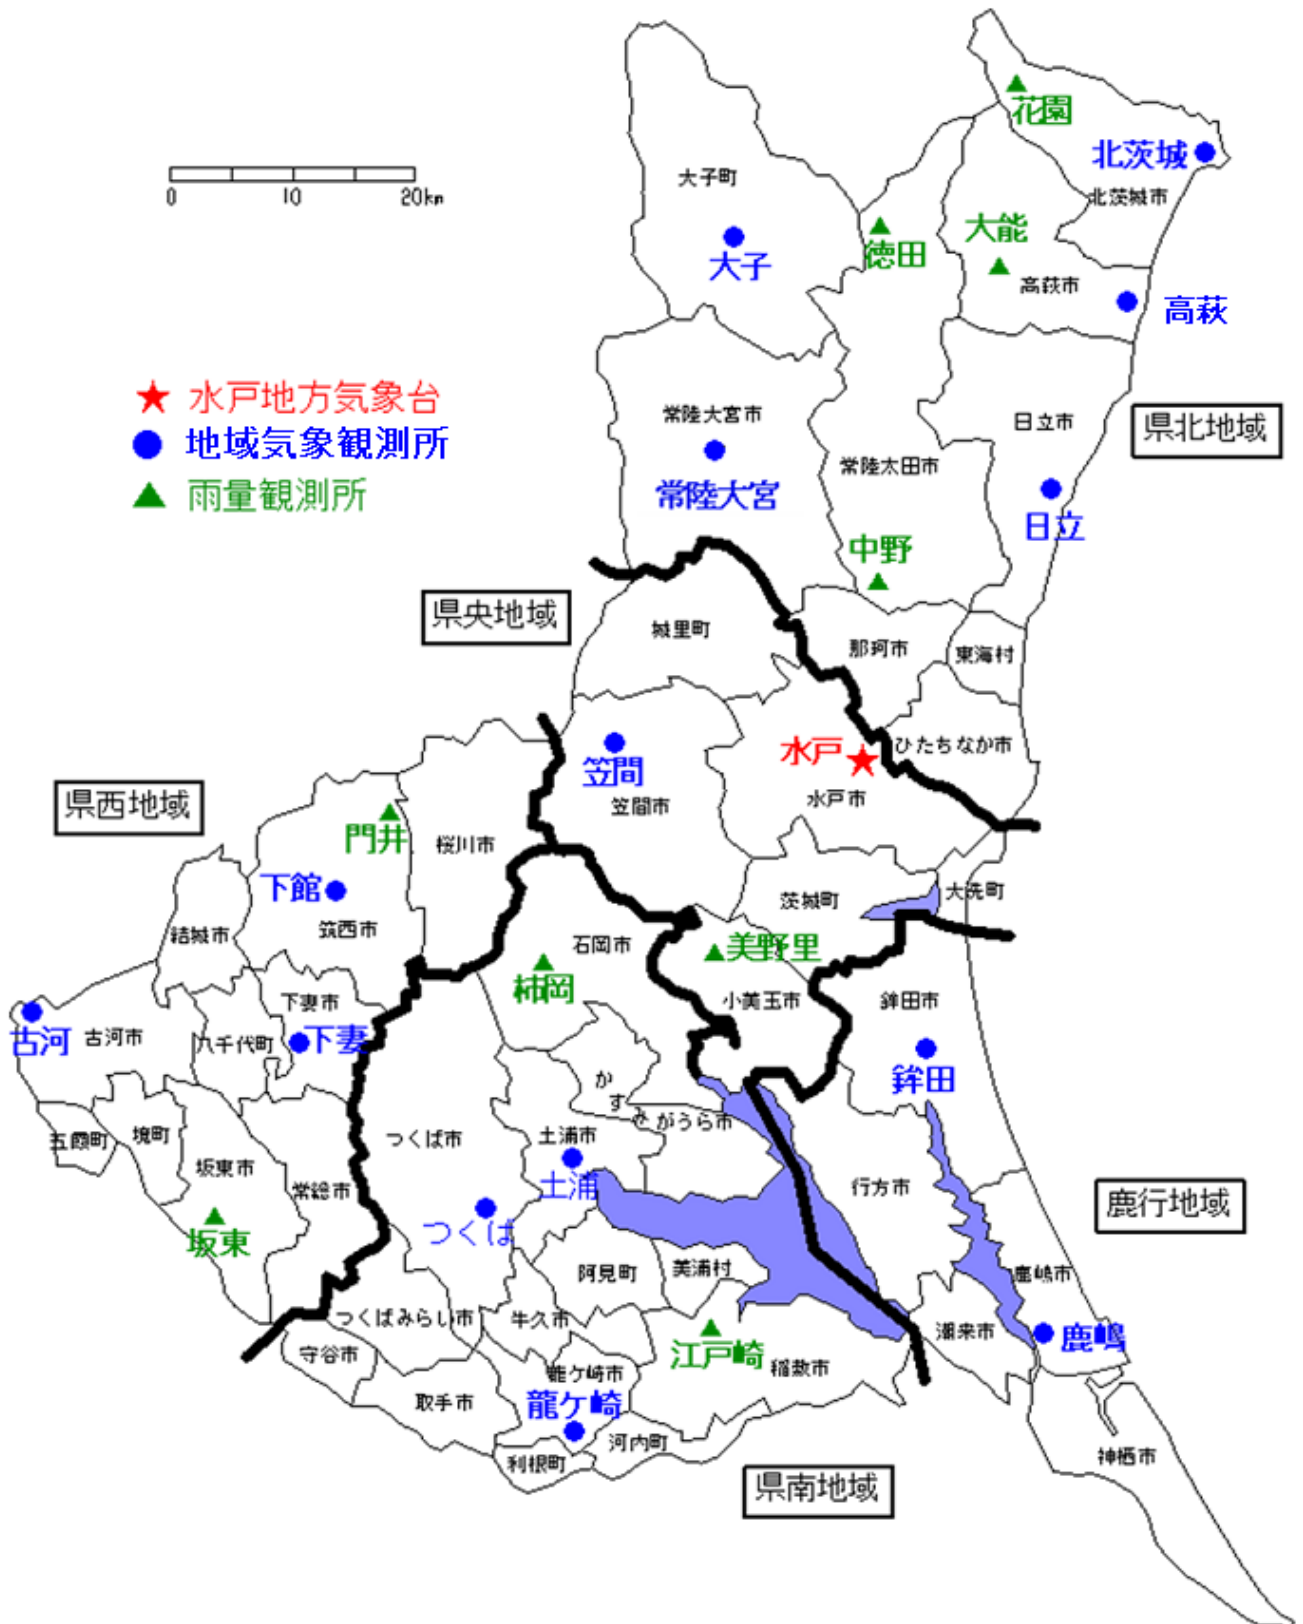 花園
北茨城
北茨城市
大子町
大子
徳田
大能
高萩市
高萩
0 10 20km
水戸地方気象台
地域気象観測所
雨量観測所
県北地域
常陸大宮市
常陸大宮
常陸太田市
日立市
日立
中野
県央地域
城里町
那珂市
東海村
ひたちなか市
水戸
水戸市
笠間
笠間市
県西地域
門井
桜川市
下館
筑西市
結城市
茨城町
大洗町
石岡市
柿岡
美野里
小美玉市
鉾田市
鉾田
古河
古河市
八千代町
下妻市
下妻
五霞町
境町
坂東市
坂東
常総市
つくば市
つくば
かすみがうら市
土浦市
土浦
行方市
鹿行地域
阿見町
美浦村
鹿嶋市
鹿嶋
潮来市
つくばみらい市
牛久市
守谷市
取手市
龍ケ崎市
龍ケ崎
江戸崎
稲敷市
利根町
河内町
県南地域
神栖市